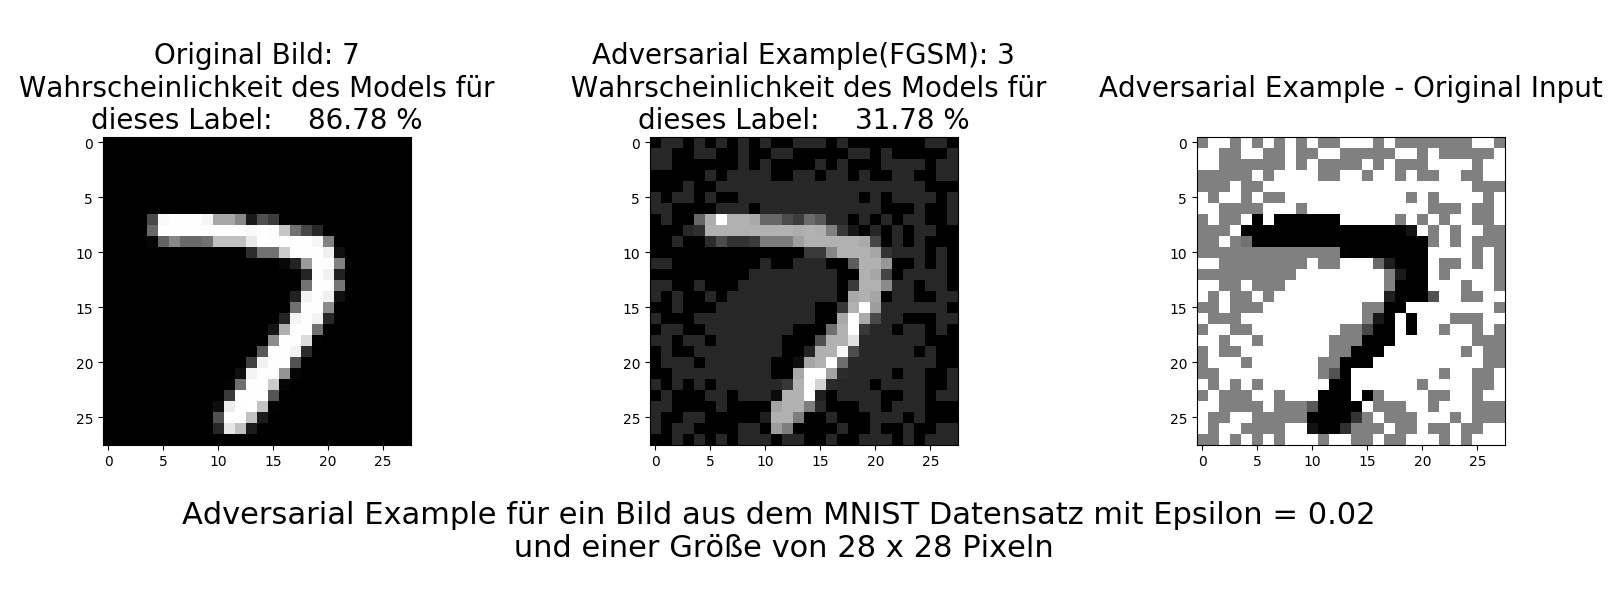 Original Bild: 7
Wahrscheinlichkeit des Models für
dieses Label: 86.78 %
0
5
10
15
20
25
0 5 10 15 20 25
Adversarial Example(FGSM): 3
Wahrscheinlichkeit des Models für
dieses Label: 31.78 %
0
5
10
15
20
25
0 5 10 15 20 25
Adversarial Example - Original Input
0
5
10
15
20
25
0 5 10 15 20 25
Adversarial Example für ein Bild aus dem MNIST Datensatz mit Epsilon = 0.02
und einer Größe von 28 x 28 Pixeln